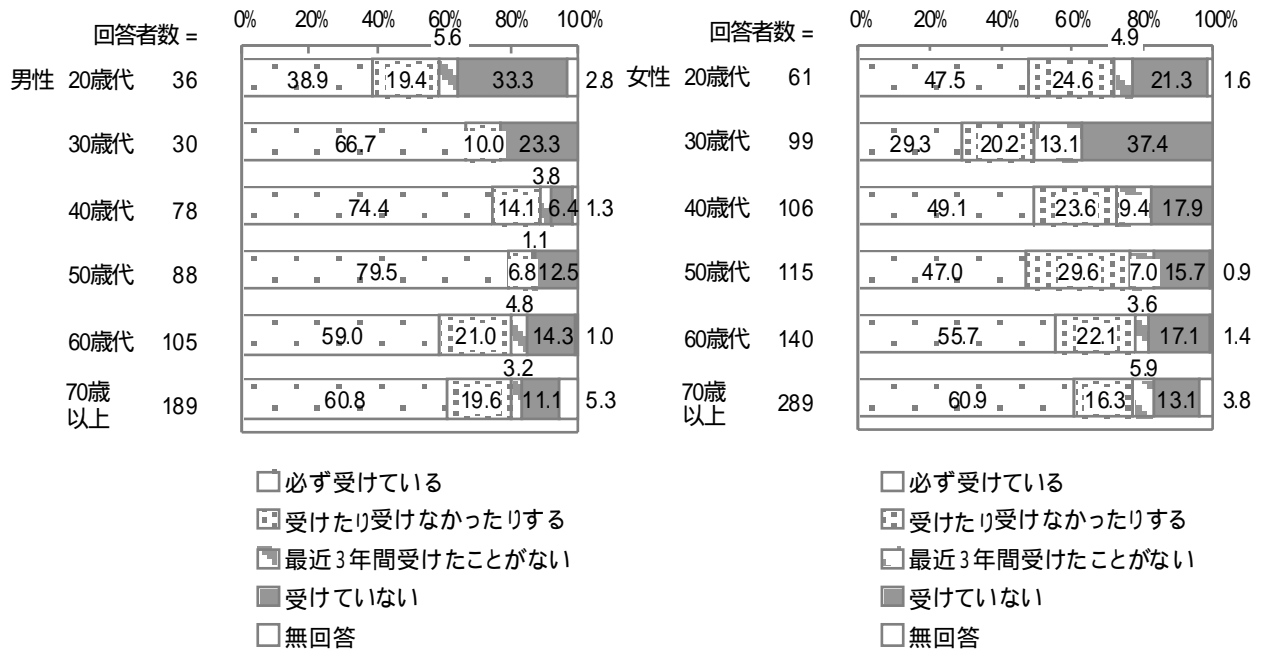 0% 20% 40% 60% 80% 100%
回答者数 =
5.6
男性 20歳代 36 38.9 19.4 33.3 2.8
30歳代 30 66.7 10.0 23.3
3.8
40歳代 78 74.4 14.1 6.4 1.3
1.1
50歳代 88 79.5 6.8 12.5
4.8
60歳代 105 59.0 21.0 14.3 1.0
3.2
70歳
以上 189 60.8 19.6 11.1 5.3
必ず受けている
受けたり受けなかったりする
最近3年間受けたことがない
受けていない
無回答
0% 20% 40% 60% 80% 100%
回答者数 =
4.9
女性 20歳代 61 47.5 24.6 21.3 1.6
30歳代 99 29.3 20.2 13.1 37.4
40歳代 106 49.1 23.6 9.4 17.9
50歳代 115 47.0 29.6 7.0 15.7 0.9
3.6
60歳代 140 55.7 22.1 17.1 1.4
5.9
70歳
以上 289 60.9 16.3 13.1 3.8
必ず受けている
受けたり受けなかったりする
最近3年間受けたことがない
受けていない
無回答